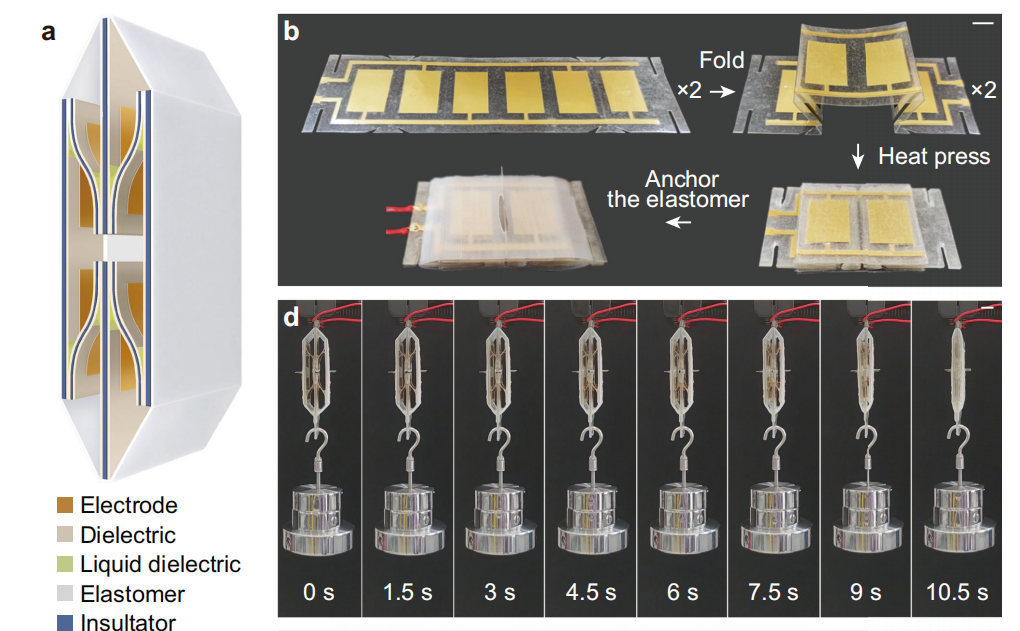 a
Electrode
Dielectric
Liquid dielectric
Elastomer
Insultator
b
×2
Fold
×2
Heat press
Anchor
the elastomer
d
0 s
1.5 s
3 s
4.5 s
6 s
7.5 s
9 s
10.5 s